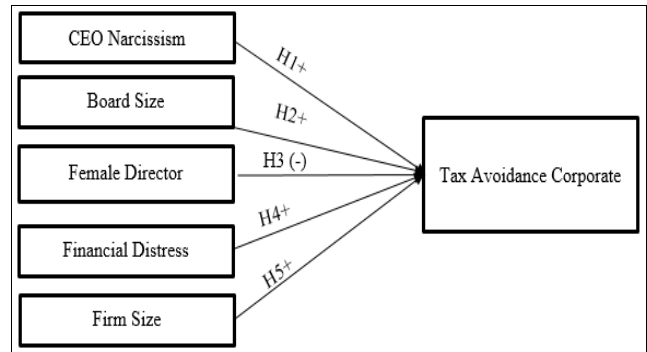 CEO Narcissism
H1+
Board Size
H2+
Female Director
H3 (-)
Tax Avoidance Corporate
H4+
Financial Distress
H5+
Firm Size